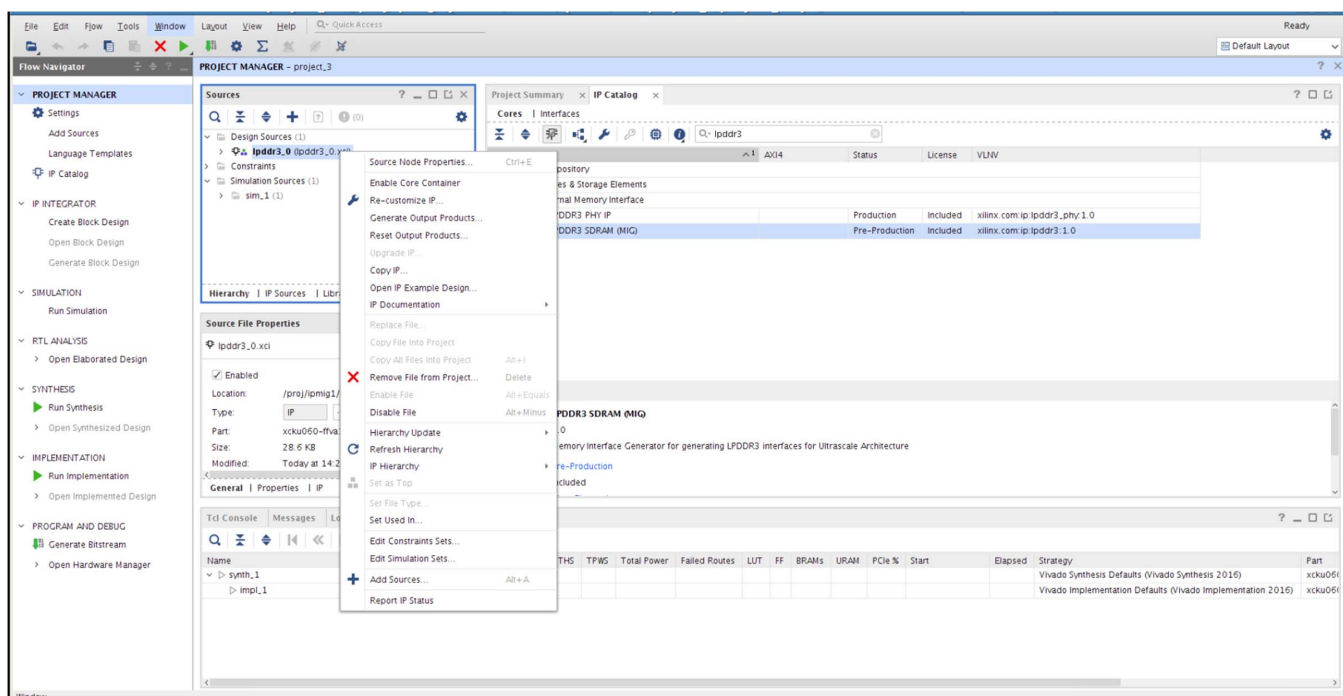 File Edit Flow Tools Window Layout View Help Q- Quick Access Ready
Default Layout
Flow Navigator ? PROJECT MANAGER - project_3 ?
PROJECT MANAGER
Settings
Add Sources
Language Templates
IP Catalog
IP INTEGRATOR
Create Block Design
Open Block Design
Generate Block Design
SIMULATION
Run Simulation
RTL ANALYSIS
Open Elaborated Design
SYNTHESIS
Run Synthesis
Open Synthesized Design
IMPLEMENTATION
Run Implementation
Open Implemented Design
PROGRAM AND DEBUG
Generate Bitstream
Open Hardware Manager
Sources ?
(0)
Design Sources (1)
lpddr3_0 (lpddr3_0.xci)
Constraints
Simulation Sources (1)
sim_1 (1)
Hierarchy | IP Sources | Libr
Source File Properties
lpddr3_0.xci
Enabled
Location: /proj/ipmig1/
Type: IP
Part: xcku060-ffva
Size: 28.6 KB
Modified: Today at 14:2
General | Properties | IP
Source Node Properties... Ctrl+E
Enable Core Container
Re-customize IP...
Generate Output Products...
Reset Output Products...
Upgrade IP...
Copy IP...
Open IP Example Design...
IP Documentation
Replace File...
Copy File Into Project
Copy All Files Into Project Alt+I
Remove File from Project... Delete
Enable File Alt+Equals
Disable File Alt+Minus
Hierarchy Update
Refresh Hierarchy
IP Hierarchy
Set as Top
Set File Type...
Set Used In...
Edit Constraints Sets...
Edit Simulation Sets...
Add Sources... Alt+A
Report IP Status
Project Summary IP Catalog ?
Cores | Interfaces
Q- lpddr3
1 AXI4 Status License VLNV
pository
es & Storage Elements
nal Memory Interface
PDDR3 PHY IP Production Included xilinx.com:ip:lpddr3_phy:1.0
PDDR3 SDRAM (MIG) Pre-Production Included xilinx.com:ip:lpddr3:1.0
PDDR3 SDRAM (MIG)
.0
emory Interface Generator for generating LPDDR3 interfaces for Ultrascale Architecture
re-Production
cluded
Tcl Console Messages Lo ?
Name THS TPWS Total Power Failed Routes LUT FF BRAMs URAM PCIe % Start Elapsed Strategy Part
synth_1 Vivado Synthesis Defaults (Vivado Synthesis 2016) xcku060
impl_1 Vivado Implementation Defaults (Vivado Implementation 2016) xcku060